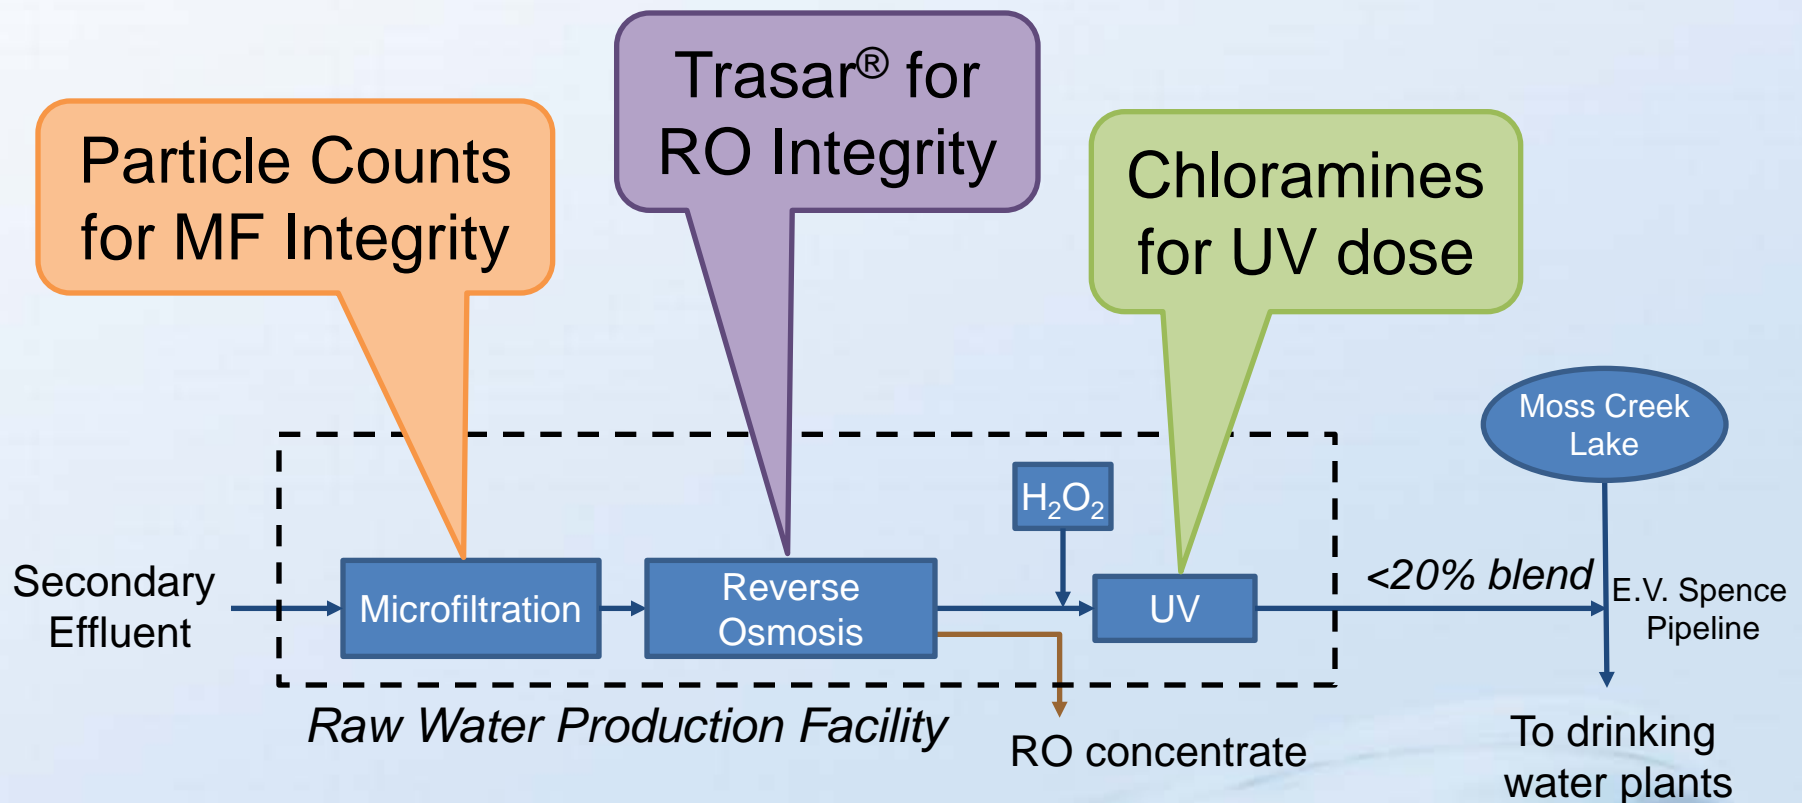 Particle Counts
for MF Integrity
Trasar® for
RO Integrity
Chloramines
for UV dose
Moss Creek
Lake
H₂O₂
Secondary
Effluent
Microfiltration
Reverse
Osmosis
UV
<20% blend
E.V. Spence
Pipeline
Raw Water Production Facility
RO concentrate
To drinking
water plants